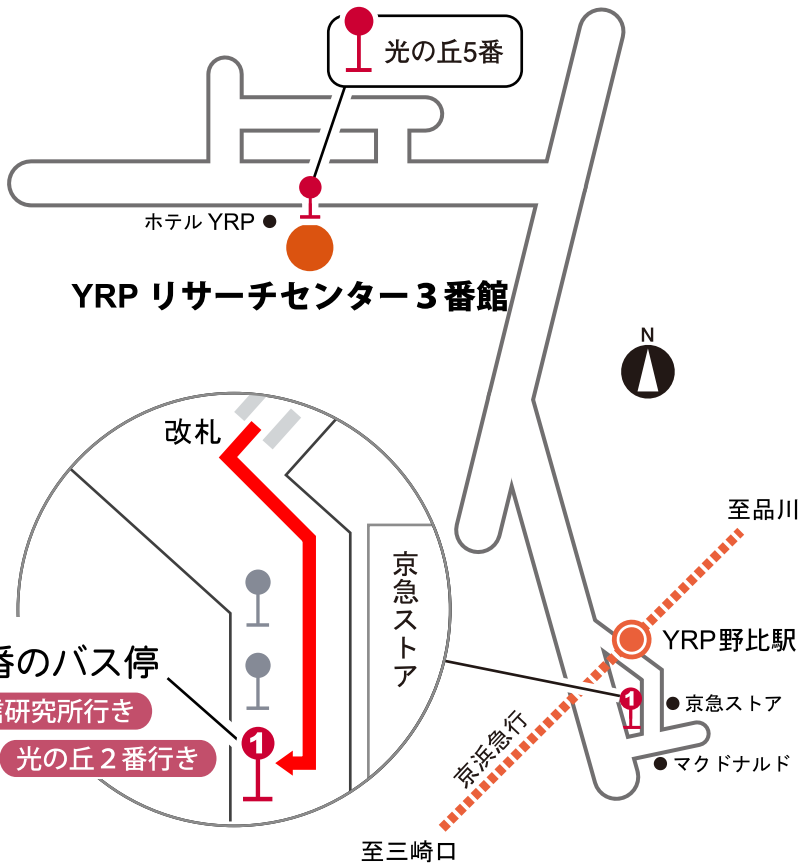 光の丘5番
ホテル YRP
YRP リサーチセンター３番館
N
改札
至品川
京急ストア
YRP野比駅
番のバス停
研究所行き
1
光の丘２番行き
1
京急ストア
京浜急行
マクドナルド
至三崎口